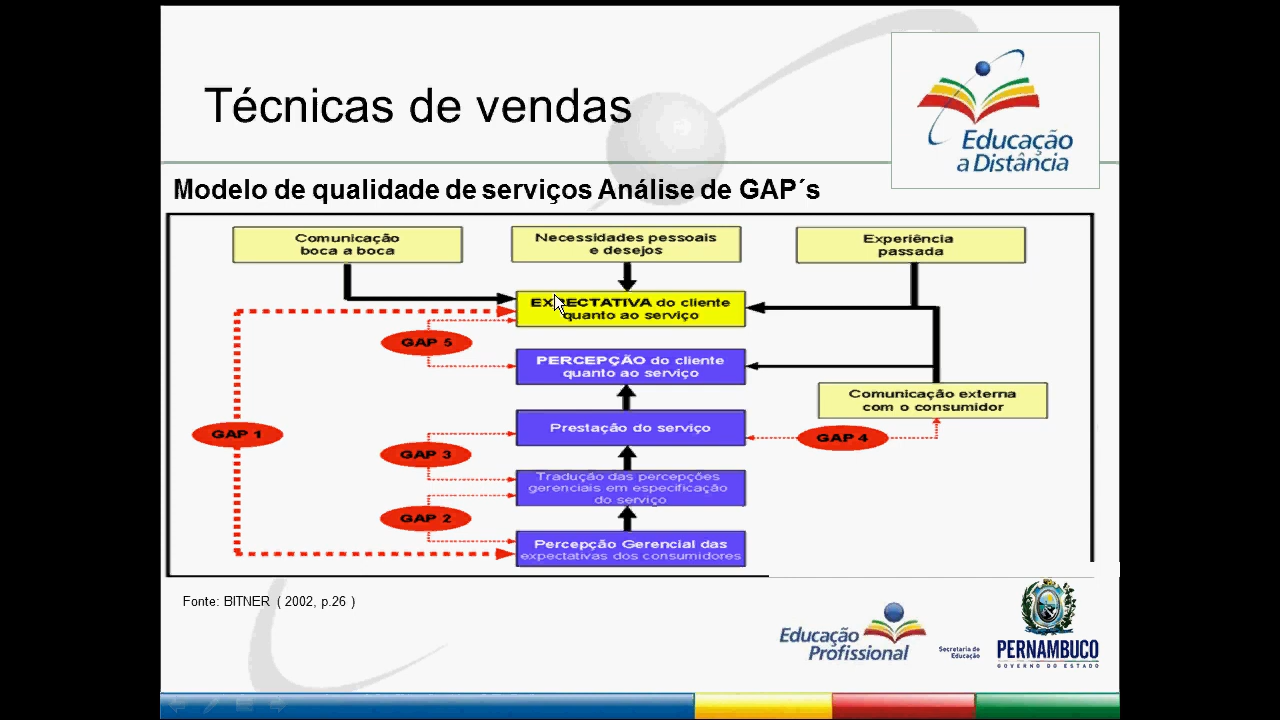 Técnicas de vendas
Educação
a Distância
Modelo de qualidade de serviços Análise de GAP´s
Comunicação
boca a boca
Necessidades pessoais
e desejos
Experiência
passada
EXPECTATIVA do cliente
quanto ao serviço
GAP 5
PERCEPÇÃO do cliente
quanto ao serviço
Comunicação externa
com o consumidor
GAP 1
Prestação do serviço
GAP 4
GAP 3
Tradução das percepções
gerenciais em especificação
do serviço
GAP 2
Percepção Gerencial das
expectativas dos consumidores
Fonte: BITNER ( 2002, p.26 )
Educação
Profissional
Secretaria de
Educação
PERNAMBUCO
GOVERNO DO ESTADO